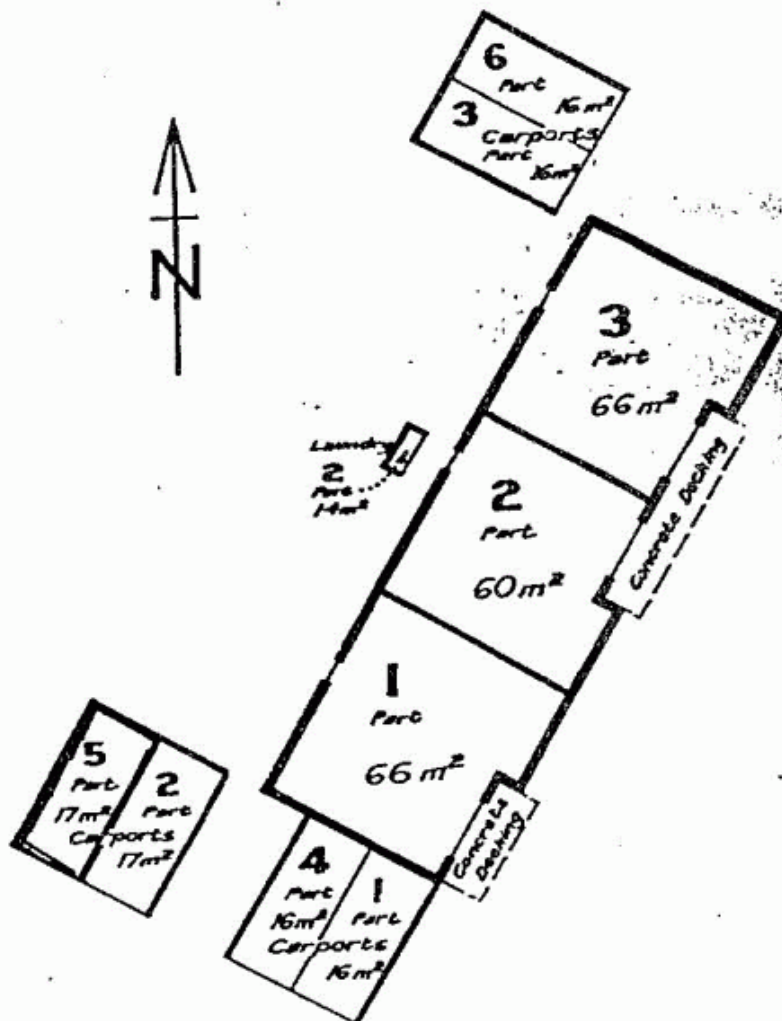 6
Part
16m²
3
Carports
Part
16m²
N
3
Part
66m²
Laundry
2
Part
14m²
2
Part
60m²
Concrete Decking
1
Part
66m²
5
Part
17m²
2
Part
Carports
17m²
Concrete
Decking
4
Part
16m²
1
Part
Carports
16m²